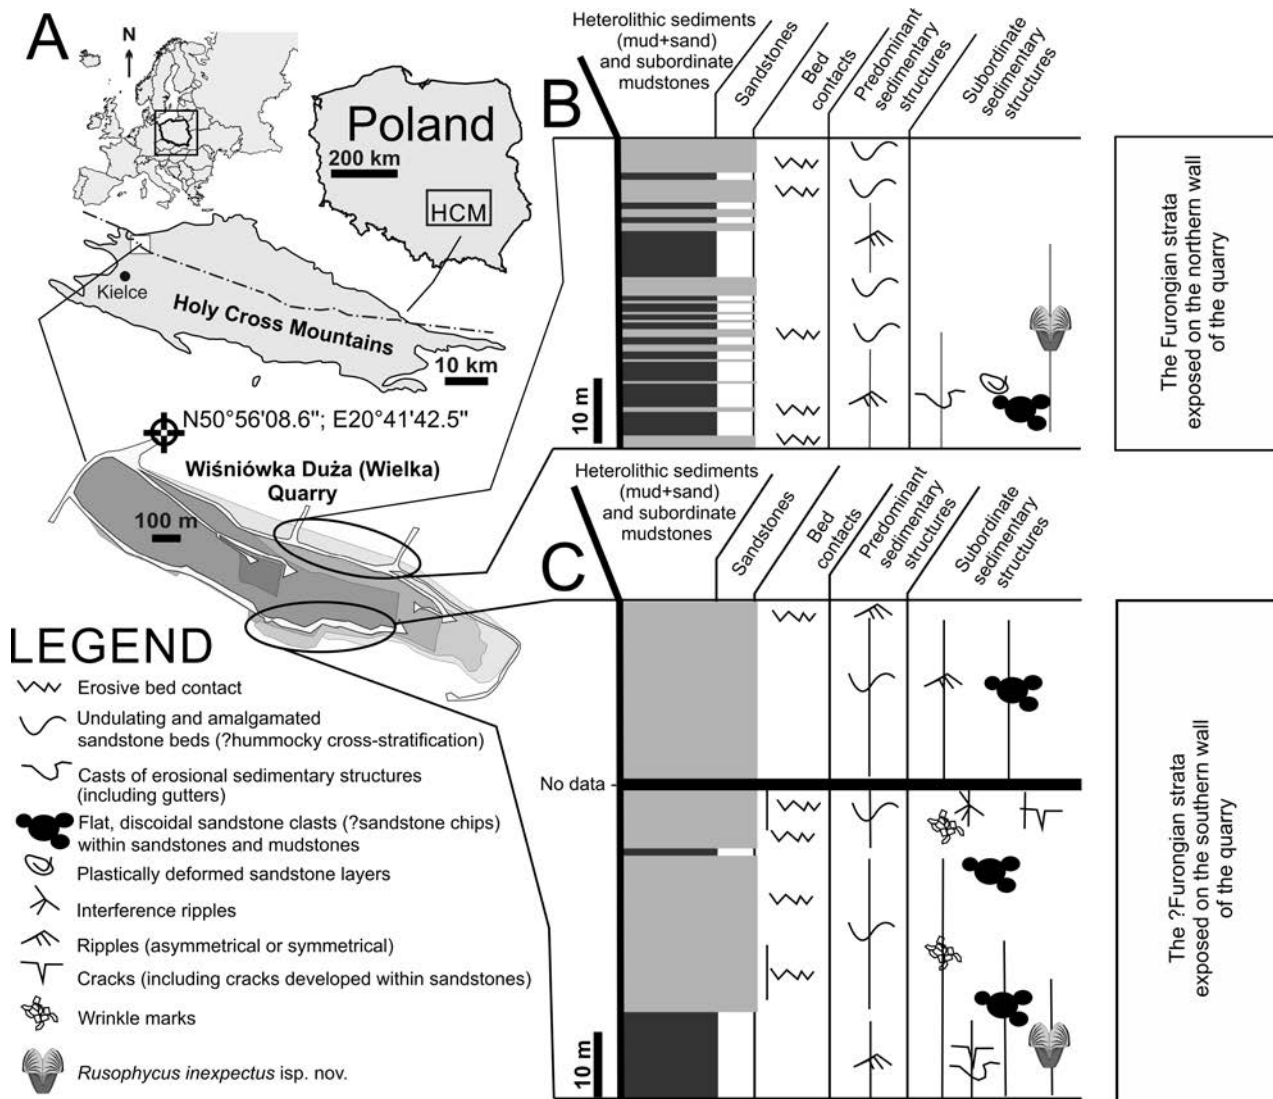 A
N
Poland
200 km
HCM
Kielce
Holy Cross Mountains
10 km
N50°56'08.6"; E20°41'42.5"
Wiśniówka Duża (Wielka)
Quarry
100 m
LEGEND
Erosive bed contact
Undulating and amalgamated
sandstone beds (?hummocky cross-stratification)
Casts of erosional sedimentary structures
(including gutters)
Flat, discoidal sandstone clasts (?sandstone chips)
within sandstones and mudstones
Plastically deformed sandstone layers
Interference ripples
Ripples (asymmetrical or symmetrical)
Cracks (including cracks developed within sandstones)
Wrinkle marks
Rusophycus inexpectus isp. nov.
B
Heterolithic sediments
(mud+sand)
and subordinate
mudstones
Sandstones
Bed
contacts
Predominant
sedimentary
structures
Subordinate
sedimentary
structures
10 m
The Furongian strata
exposed on the northern wall
of the quarry
C
Heterolithic sediments
(mud+sand)
and subordinate
mudstones
Sandstones
Bed
contacts
Predominant
sedimentary
structures
Subordinate
sedimentary
structures
No data
10 m
The ?Furongian strata
exposed on the southern wall
of the quarry